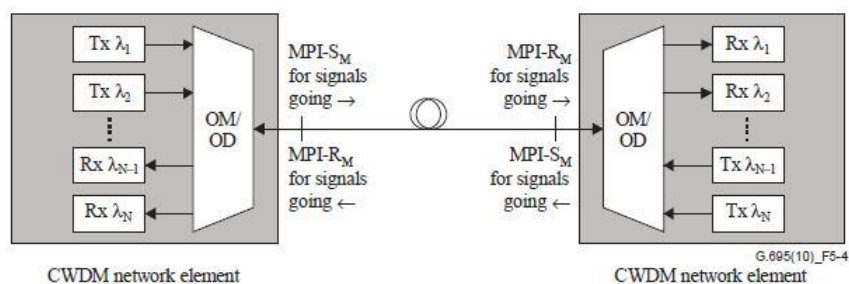 Tx λ1
Tx λ2
Rx λN–1
Rx λN
OM/
OD
CWDM network element
MPI-SM
for signals
going →
MPI-RM
for signals
going ←
MPI-RM
for signals
going →
MPI-SM
for signals
going ←
OM/
OD
Rx λ1
Rx λ2
Tx λN–1
Tx λN
G.695(10)_F5-4
CWDM network element